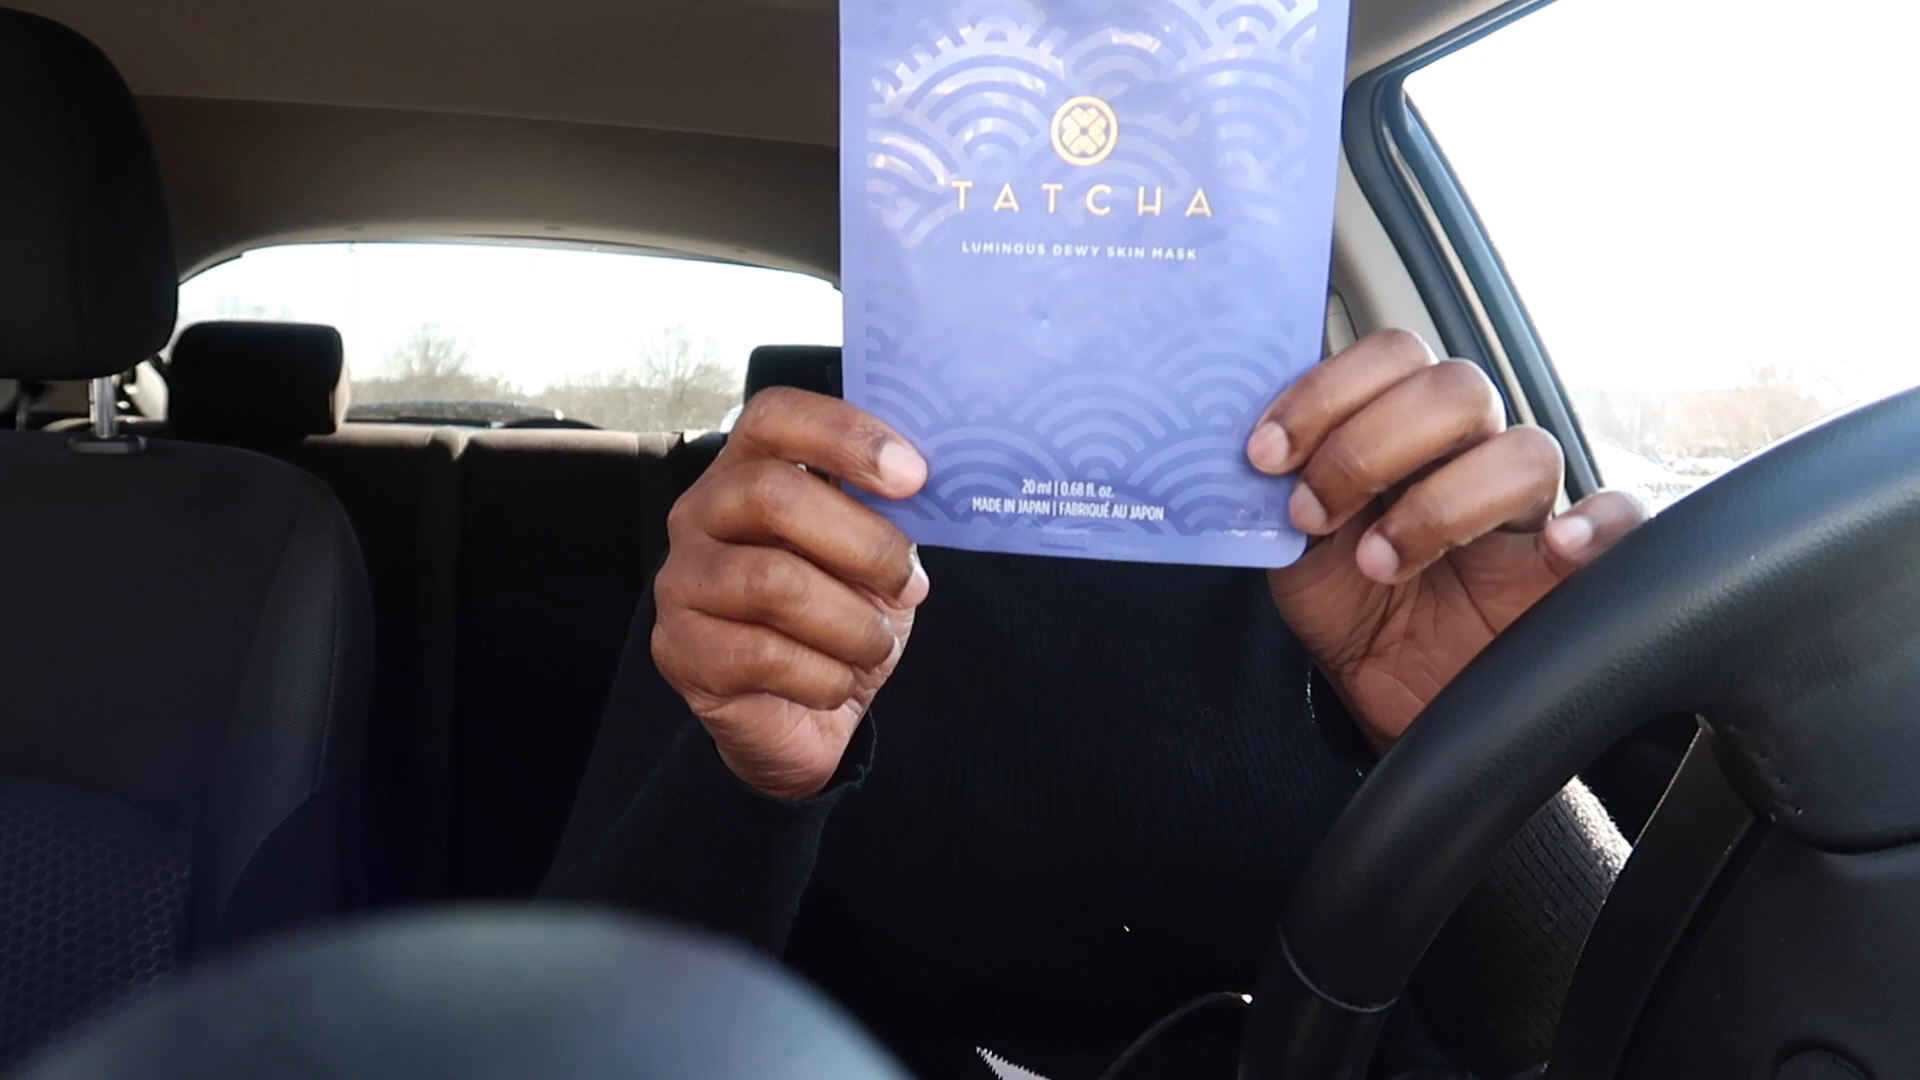 TATCHA
LUMINOUS DEWY SKIN MASK
20 ml | 0.68 fl. oz.
MADE IN JAPAN | FABRIQUÉ AU JAPON